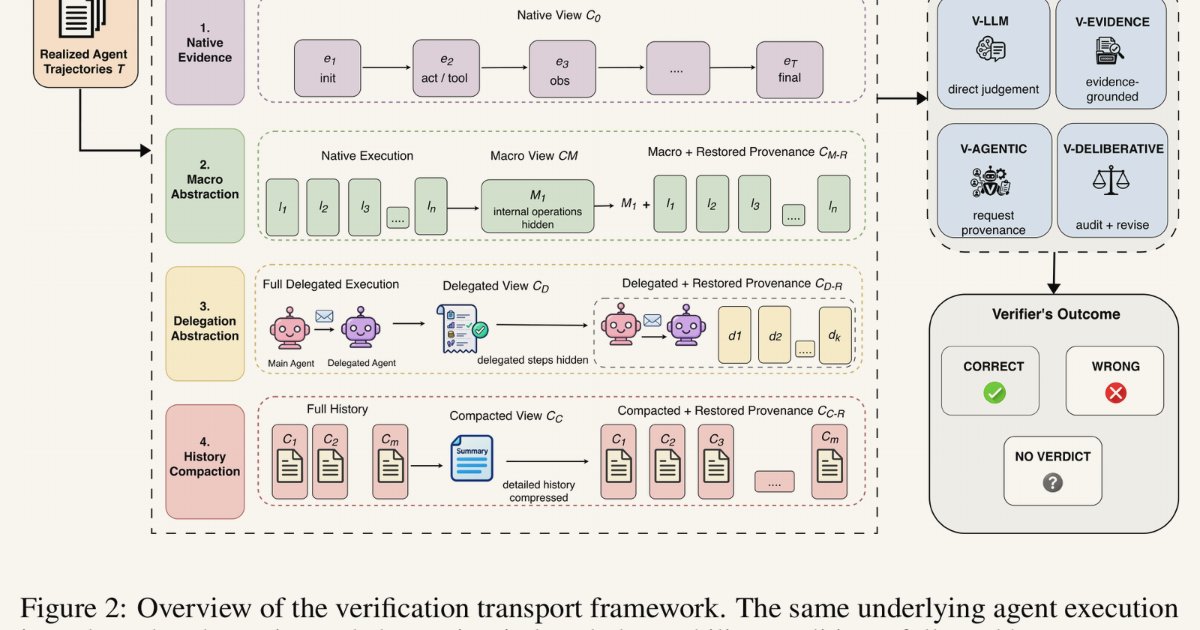 Realized Agent
Trajectories T
1.
Native
Evidence
Native View C0
e1
init
e2
act / tool
e3
obs
....
eT
final
2.
Macro
Abstraction
Native Execution
Macro View CM
Macro + Restored Provenance CM-R
I1
I2
I3
....
In
M1
internal operations
hidden
M1 +
I1
I2
I3
....
In
3.
Delegation
Abstraction
Full Delegated Execution
Main Agent
Delegated Agent
Delegated View CD
delegated steps hidden
Delegated + Restored Provenance CD-R
d1
d2
....
dk
4.
History
Compaction
Full History
C1
C2
Cm
Compacted View CC
Summary
detailed history
compressed
Compacted + Restored Provenance CC-R
C1
C2
C3
....
Cm
V-LLM
direct judgement
V-EVIDENCE
evidence-
grounded
V-AGENTIC
request
provenance
V-DELIBERATIVE
audit + revise
Verifier's Outcome
CORRECT
WRONG
NO VERDICT
?
Figure 2: Overview of the verification transport framework. The same underlying agent execution